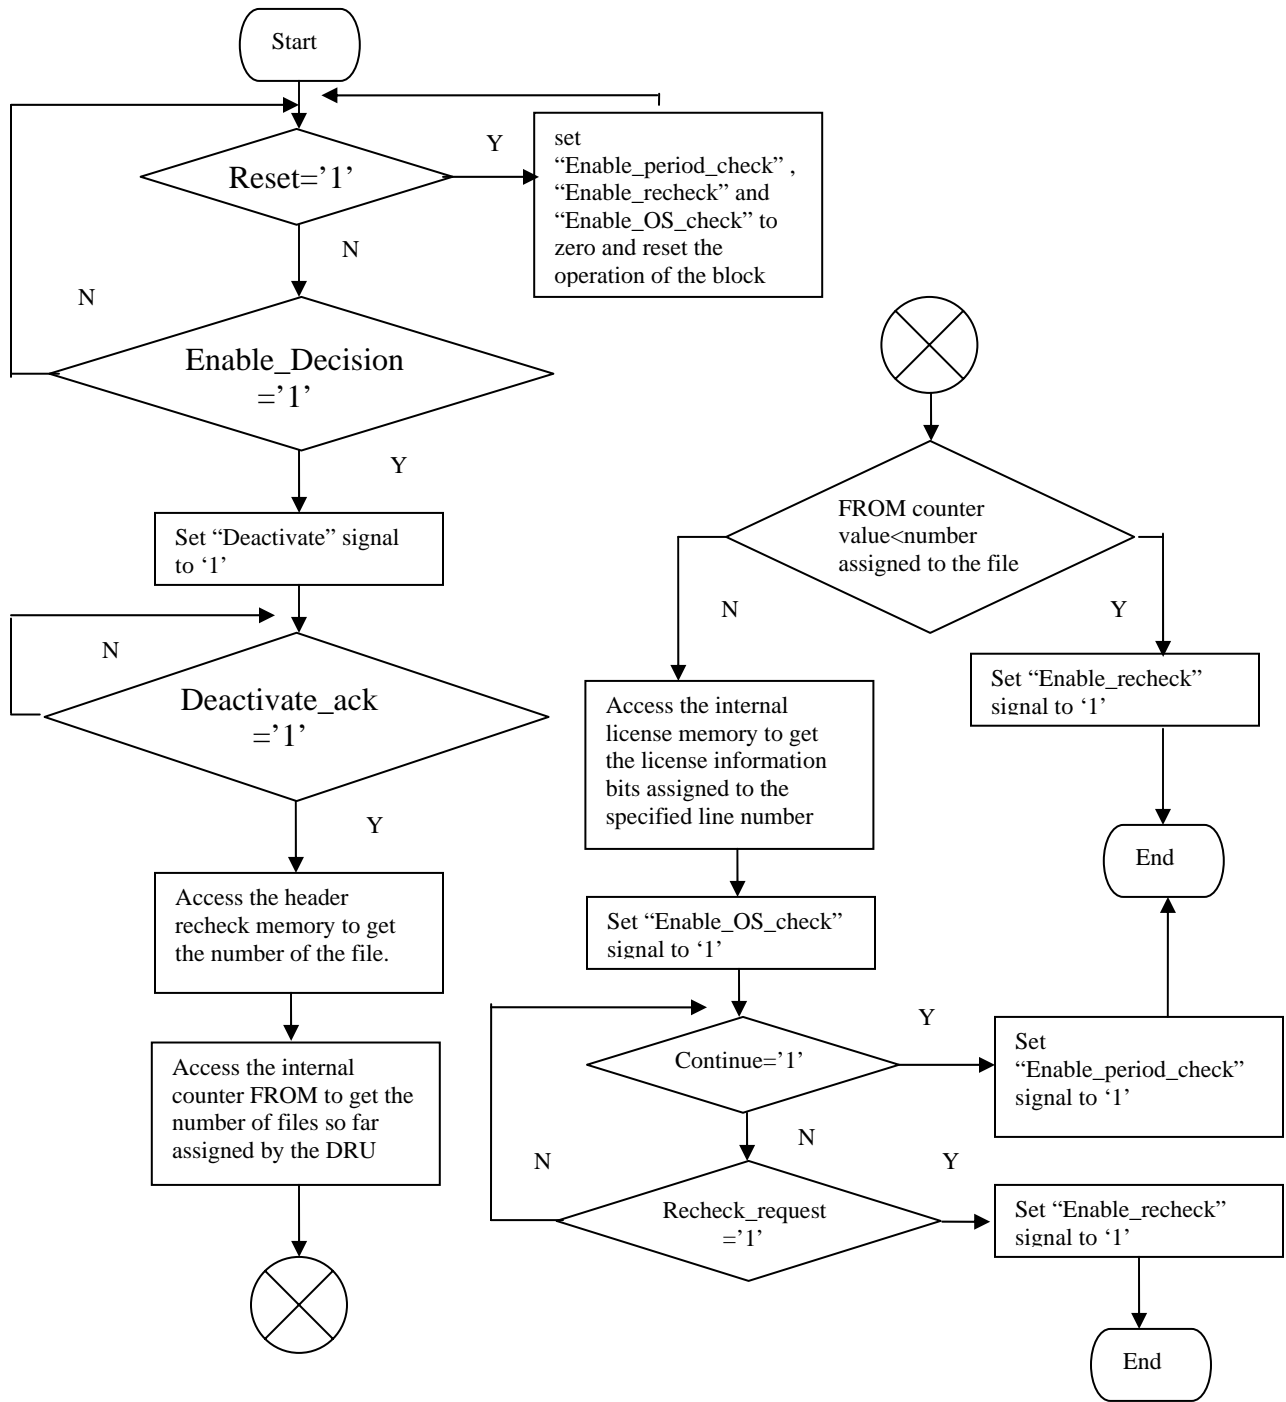 Start
Reset=’1’
Y
set
“Enable_period_check” ,
“Enable_recheck” and
“Enable_OS_check” to
zero and reset the
operation of the block
N
N
Enable_Decision
=’1’
Y
Set “Deactivate” signal
to ‘1’
N
Deactivate_ack
=’1’
Y
Access the header
recheck memory to get
the number of the file.
Access the internal
counter FROM to get the
number of files so far
assigned by the DRU
FROM counter
value<number
assigned to the file
N
Y
Set “Enable_recheck”
signal to ‘1’
End
Access the internal
license memory to get
the license information
bits assigned to the
specified line number
Set “Enable_OS_check”
signal to ‘1’
Continue=’1’
Y
Set
“Enable_period_check”
signal to ‘1’
N
N
Recheck_request
=’1’
Y
Set “Enable_recheck”
signal to ‘1’
End